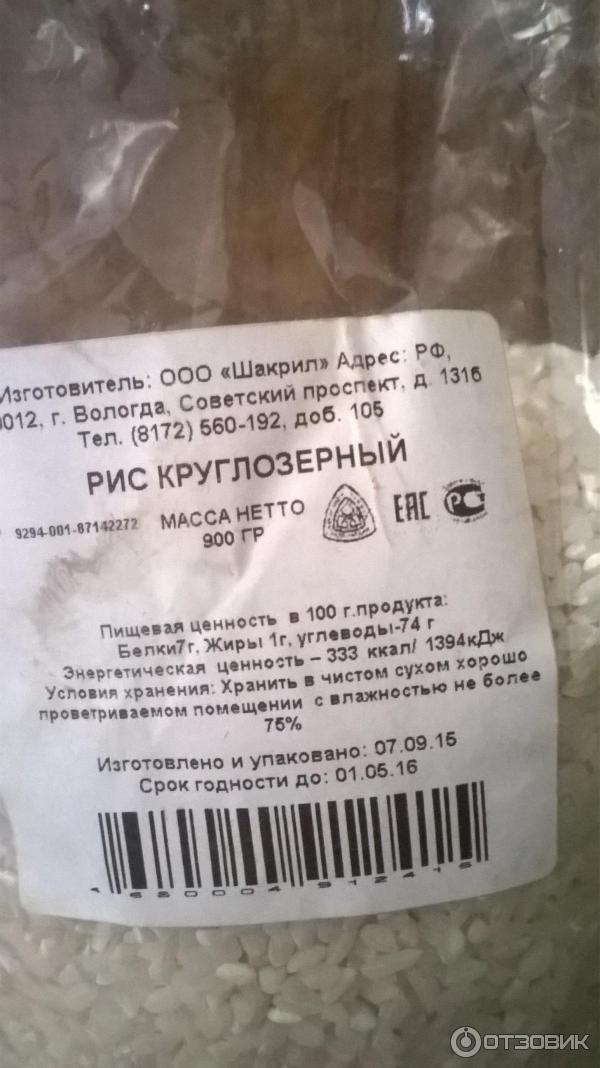 Изготовитель: ООО «Шакрил» Адрес: РФ,
0012, г. Вологда, Советский проспект, д. 131б
Тел. (8172) 560-192, доб. 105
РИС КРУГЛОЗЕРНЫЙ
9294-001-87142272 МАССА НЕТТО
900 ГР
ЕАС
РСТ
Пищевая ценность в 100 г.продукта:
Белки7г, Жиры 1г, углеводы-74 г
Энергетическая ценность – 333 ккал/ 1394кДж
Условия хранения: Хранить в чистом сухом хорошо
проветриваемом помещении с влажностью не более
75%
Изготовлено и упаковано: 07.09.15
Срок годности до: 01.05.16
4680004912416
ОТЗОВИК